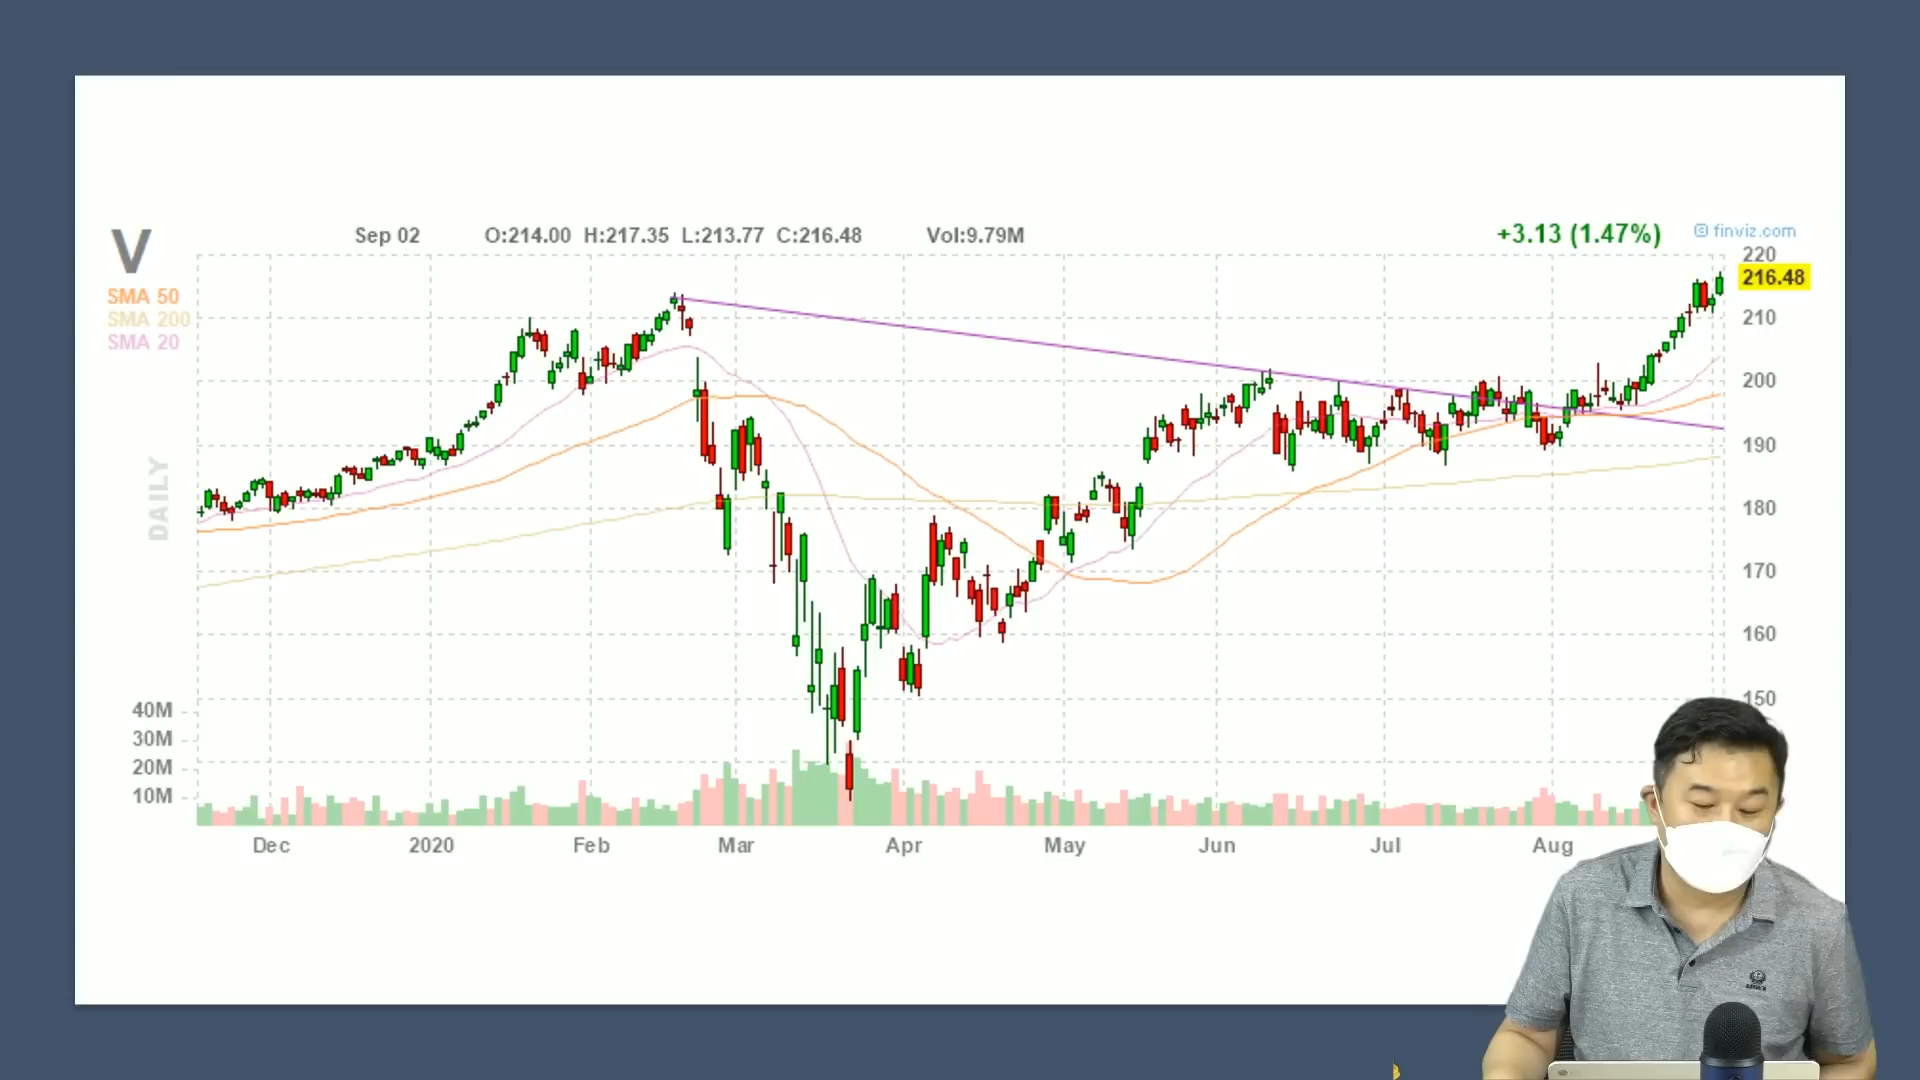 V
Sep 02 O:214.00 H:217.35 L:213.77 C:216.48 Vol:9.79M +3.13 (1.47%) © finviz.com
SMA 50
SMA 200
SMA 20
DAILY
220
216.48
210
200
190
180
170
160
150
40M
30M
20M
10M
Dec 2020 Feb Mar Apr May Jun Jul Aug